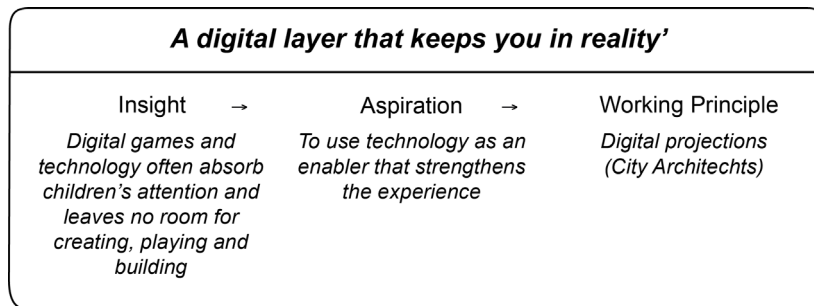 A digital layer that keeps you in reality’
Insight → Aspiration → Working Principle
Digital games and
technology often absorb
children’s attention and
leaves no room for
creating, playing and
building
To use technology as an
enabler that strengthens
the experience
Digital projections
(City Architechts)